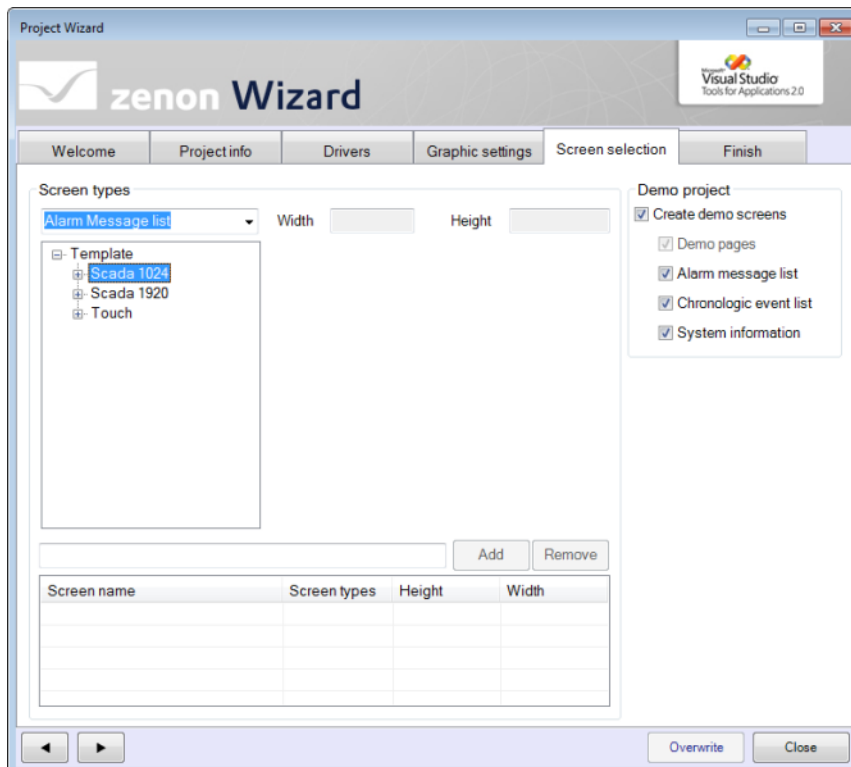 Project Wizard
zenon Wizard
Microsoft
Visual Studio
Tools for Applications 2.0
Welcome
Project info
Drivers
Graphic settings
Screen selection
Finish
Screen types
Alarm Message list
Width
Height
Template
Scada 1024
Scada 1920
Touch
Demo project
Create demo screens
Demo pages
Alarm message list
Chronologic event list
System information
Add
Remove
Screen name
Screen types
Height
Width
Overwrite
Close